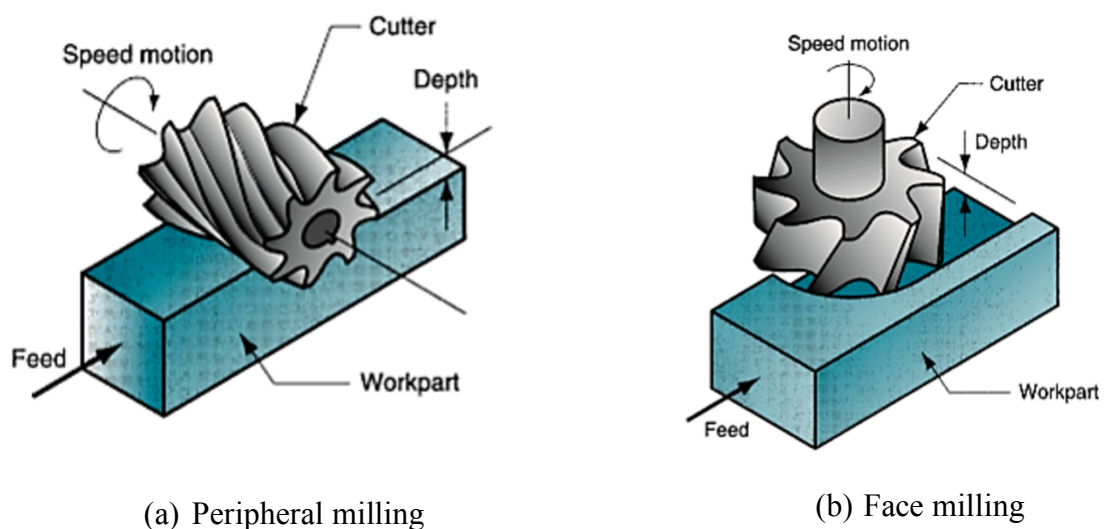 Cutter
Speed motion
Depth
Feed
Workpart
(a) Peripheral milling
Speed motion
Cutter
Depth
Workpart
Feed
(b) Face milling